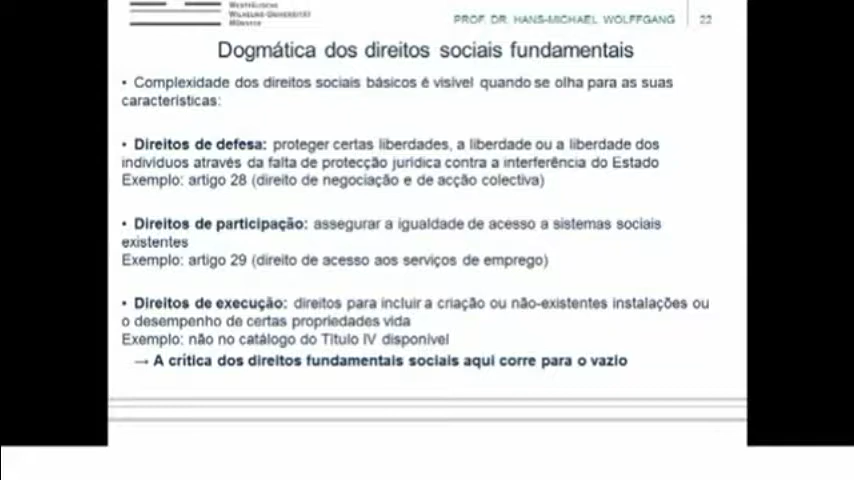 WESTFÄLISCHE
WILHELMS-UNIVERSITÄT
MÜNSTER
PROF. DR. HANS-MICHAEL WOLFFGANG
22
Dogmática dos direitos sociais fundamentais
• Complexidade dos direitos sociais básicos é visível quando se olha para as suas
características:
• Direitos de defesa: proteger certas liberdades, a liberdade ou a liberdade dos
indivíduos através da falta de protecção jurídica contra a interferência do Estado
Exemplo: artigo 28 (direito de negociação e de acção colectiva)
• Direitos de participação: assegurar a igualdade de acesso a sistemas sociais
existentes
Exemplo: artigo 29 (direito de acesso aos serviços de emprego)
• Direitos de execução: direitos para incluir a criação ou não-existentes instalações ou
o desempenho de certas propriedades vida
Exemplo: não no catálogo do Título IV disponível
→ A crítica dos direitos fundamentais sociais aqui corre para o vazio